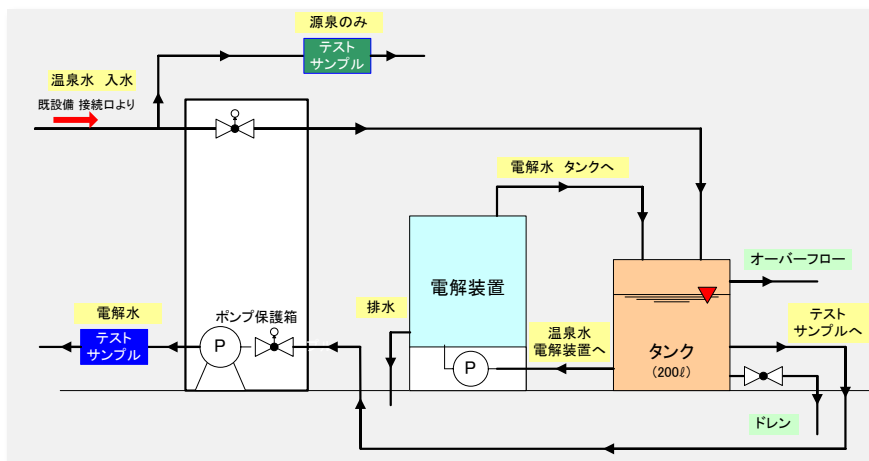 源泉のみ
テスト
サンプル
温泉水 入水
既設備 接続口より
電解水 タンクへ
電解装置
オーバーフロー
ポンプ保護箱
排水
電解水
テスト
サンプル
P
温泉水
電解装置へ
P
タンク
(200ℓ)
テスト
サンプルへ
ドレン